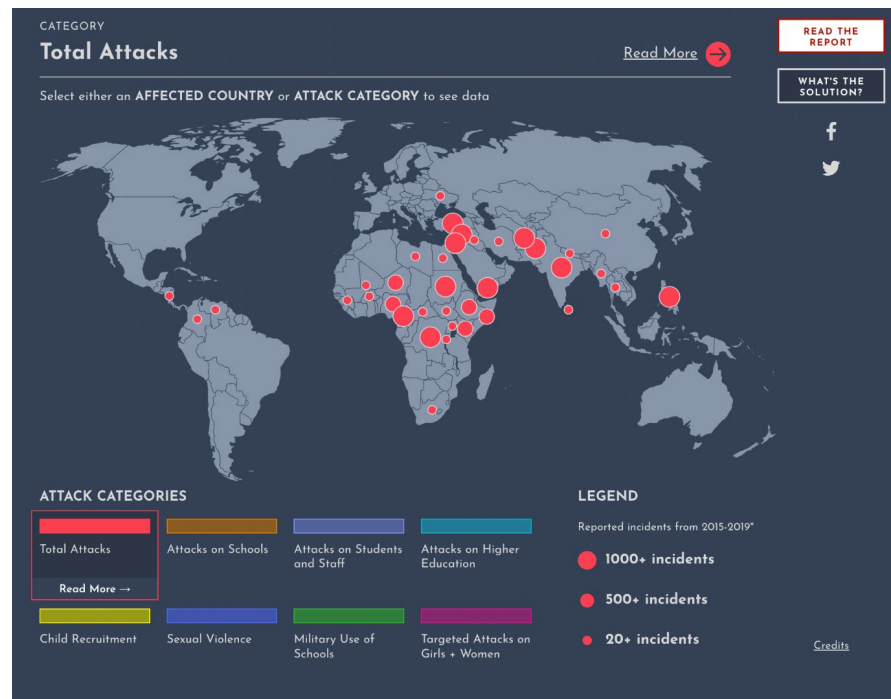 CATEGORY
Total Attacks
Read More
READ THE
REPORT
WHAT'S THE
SOLUTION?
Select either an AFFECTED COUNTRY or ATTACK CATEGORY to see data
ATTACK CATEGORIES
Total Attacks
Read More →
Attacks on Schools
Attacks on Students
and Staff
Attacks on Higher
Education
Child Recruitment
Sexual Violence
Military Use of
Schools
Targeted Attacks on
Girls + Women
LEGEND
Reported incidents from 2015-2019*
1000+ incidents
500+ incidents
20+ incidents
Credits